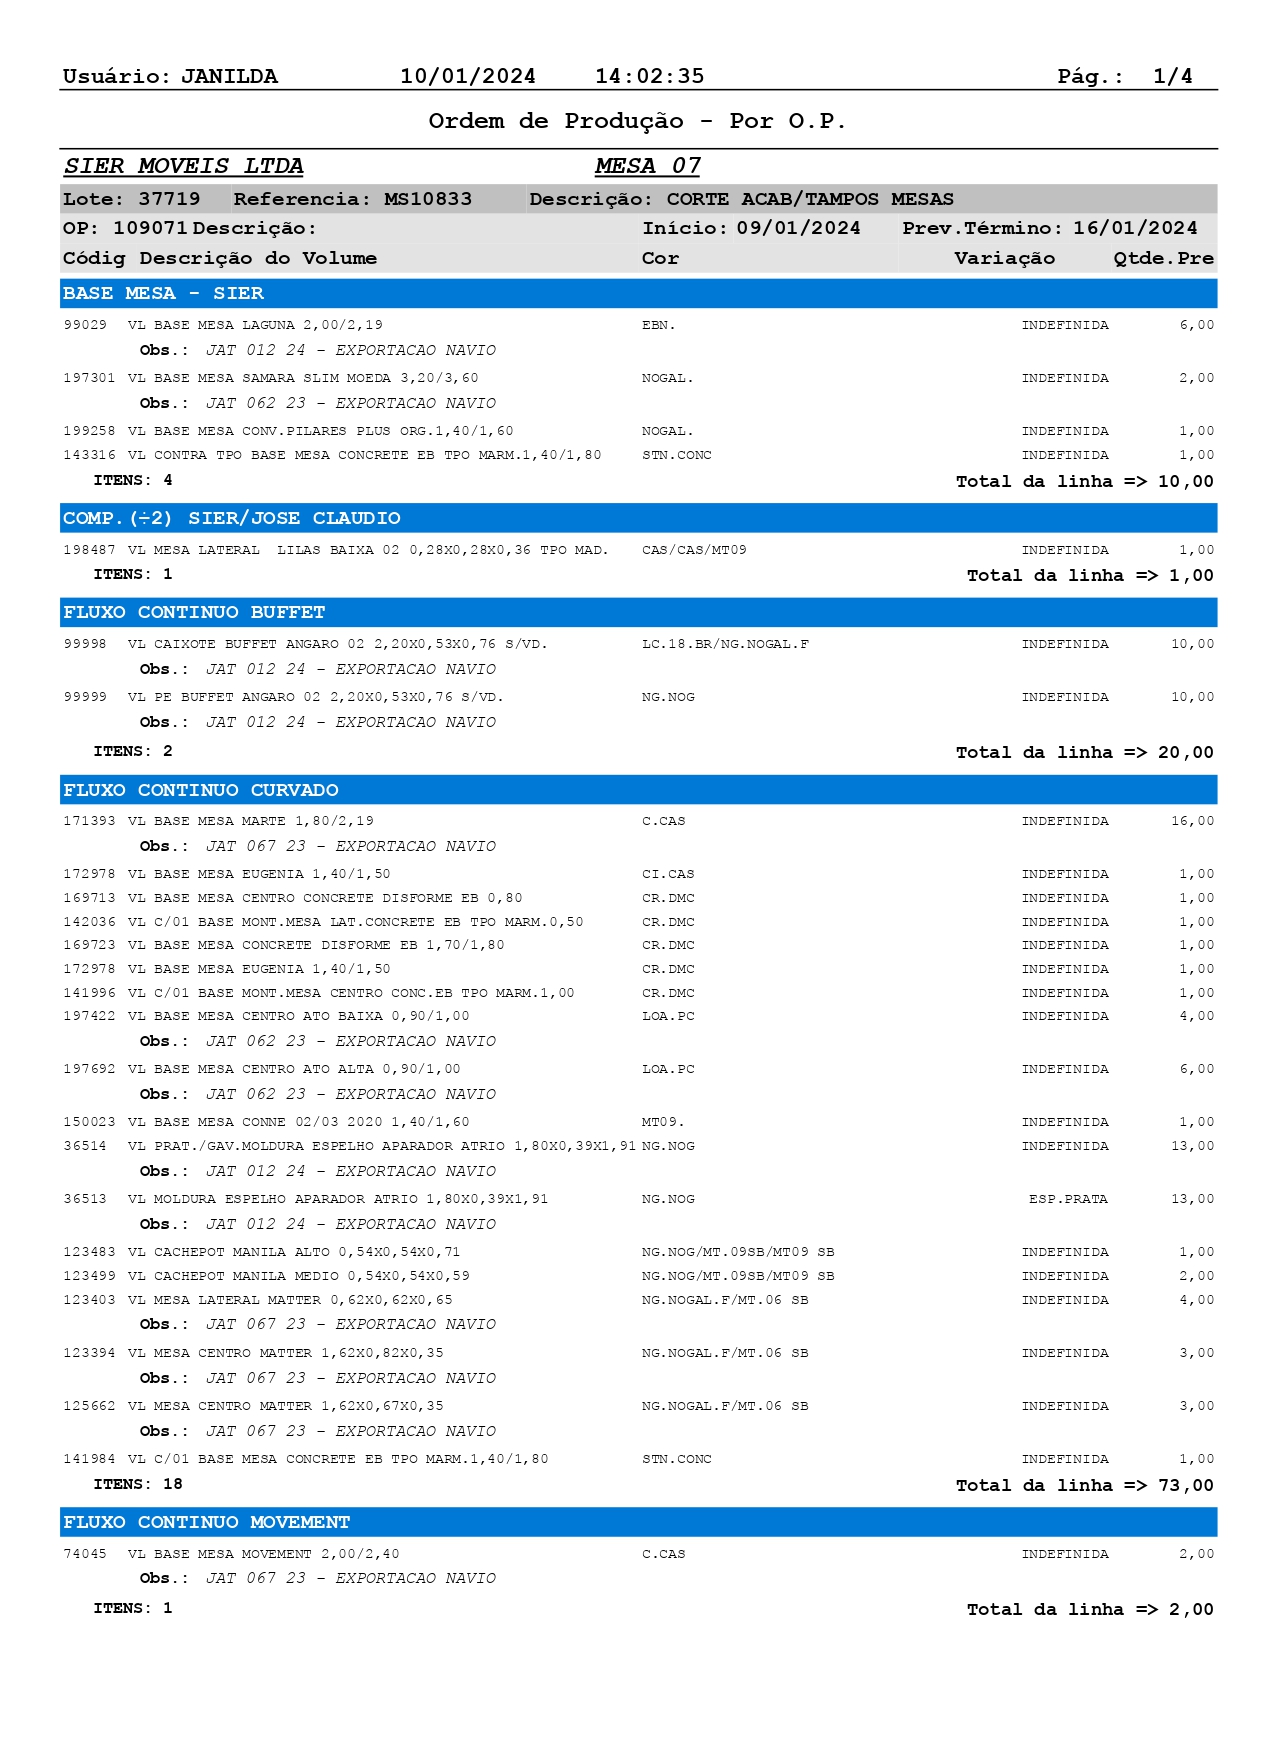 Usuário: JANILDA 10/01/2024 14:02:35 Pág.: 1/4
Ordem de Produção - Por O.P.
SIER MOVEIS LTDA MESA 07
Lote: 37719 Referencia: MS10833 Descrição: CORTE ACAB/TAMPOS MESAS
OP: 109071 Descrição: Início: 09/01/2024 Prev.Término: 16/01/2024
Códig Descrição do Volume Cor Variação Qtde.Pre
BASE MESA - SIER
99029 VL BASE MESA LAGUNA 2,00/2,19 EBN. INDEFINIDA 6,00
Obs.: JAT 012 24 - EXPORTACAO NAVIO
197301 VL BASE MESA SAMARA SLIM MOEDA 3,20/3,60 NOGAL. INDEFINIDA 2,00
Obs.: JAT 062 23 - EXPORTACAO NAVIO
199258 VL BASE MESA CONV.PILARES PLUS ORG.1,40/1,60 NOGAL. INDEFINIDA 1,00
143316 VL CONTRA TPO BASE MESA CONCRETE EB TPO MARM.1,40/1,80 STN.CONC INDEFINIDA 1,00
ITENS: 4 Total da linha => 10,00
COMP.(÷2) SIER/JOSE CLAUDIO
198487 VL MESA LATERAL  LILAS BAIXA 02 0,28X0,28X0,36 TPO MAD. CAS/CAS/MT09 INDEFINIDA 1,00
ITENS: 1 Total da linha => 1,00
FLUXO CONTINUO BUFFET
99998 VL CAIXOTE BUFFET ANGARO 02 2,20X0,53X0,76 S/VD. LC.18.BR/NG.NOGAL.F INDEFINIDA 10,00
Obs.: JAT 012 24 - EXPORTACAO NAVIO
99999 VL PE BUFFET ANGARO 02 2,20X0,53X0,76 S/VD. NG.NOG INDEFINIDA 10,00
Obs.: JAT 012 24 - EXPORTACAO NAVIO
ITENS: 2 Total da linha => 20,00
FLUXO CONTINUO CURVADO
171393 VL BASE MESA MARTE 1,80/2,19 C.CAS INDEFINIDA 16,00
Obs.: JAT 067 23 - EXPORTACAO NAVIO
172978 VL BASE MESA EUGENIA 1,40/1,50 CI.CAS INDEFINIDA 1,00
169713 VL BASE MESA CENTRO CONCRETE DISFORME EB 0,80 CR.DMC INDEFINIDA 1,00
142036 VL C/01 BASE MONT.MESA LAT.CONCRETE EB TPO MARM.0,50 CR.DMC INDEFINIDA 1,00
169723 VL BASE MESA CONCRETE DISFORME EB 1,70/1,80 CR.DMC INDEFINIDA 1,00
172978 VL BASE MESA EUGENIA 1,40/1,50 CR.DMC INDEFINIDA 1,00
141996 VL C/01 BASE MONT.MESA CENTRO CONC.EB TPO MARM.1,00 CR.DMC INDEFINIDA 1,00
197422 VL BASE MESA CENTRO ATO BAIXA 0,90/1,00 LOA.PC INDEFINIDA 4,00
Obs.: JAT 062 23 - EXPORTACAO NAVIO
197692 VL BASE MESA CENTRO ATO ALTA 0,90/1,00 LOA.PC INDEFINIDA 6,00
Obs.: JAT 062 23 - EXPORTACAO NAVIO
150023 VL BASE MESA CONNE 02/03 2020 1,40/1,60 MT09. INDEFINIDA 1,00
36514 VL PRAT./GAV.MOLDURA ESPELHO APARADOR ATRIO 1,80X0,39X1,91 NG.NOG INDEFINIDA 13,00
Obs.: JAT 012 24 - EXPORTACAO NAVIO
36513 VL MOLDURA ESPELHO APARADOR ATRIO 1,80X0,39X1,91 NG.NOG ESP.PRATA 13,00
Obs.: JAT 012 24 - EXPORTACAO NAVIO
123483 VL CACHEPOT MANILA ALTO 0,54X0,54X0,71 NG.NOG/MT.09SB/MT09 SB INDEFINIDA 1,00
123499 VL CACHEPOT MANILA MEDIO 0,54X0,54X0,59 NG.NOG/MT.09SB/MT09 SB INDEFINIDA 2,00
123403 VL MESA LATERAL MATTER 0,62X0,62X0,65 NG.NOGAL.F/MT.06 SB INDEFINIDA 4,00
Obs.: JAT 067 23 - EXPORTACAO NAVIO
123394 VL MESA CENTRO MATTER 1,62X0,82X0,35 NG.NOGAL.F/MT.06 SB INDEFINIDA 3,00
Obs.: JAT 067 23 - EXPORTACAO NAVIO
125662 VL MESA CENTRO MATTER 1,62X0,67X0,35 NG.NOGAL.F/MT.06 SB INDEFINIDA 3,00
Obs.: JAT 067 23 - EXPORTACAO NAVIO
141984 VL C/01 BASE MESA CONCRETE EB TPO MARM.1,40/1,80 STN.CONC INDEFINIDA 1,00
ITENS: 18 Total da linha => 73,00
FLUXO CONTINUO MOVEMENT
74045 VL BASE MESA MOVEMENT 2,00/2,40 C.CAS INDEFINIDA 2,00
Obs.: JAT 067 23 - EXPORTACAO NAVIO
ITENS: 1 Total da linha => 2,00